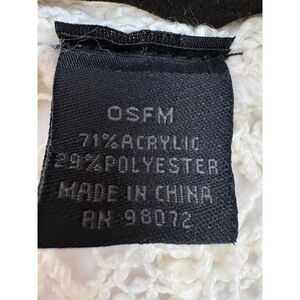 OSFM
71% ACRYLIC
29% POLYESTER
MADE IN CHINA
RN 98072